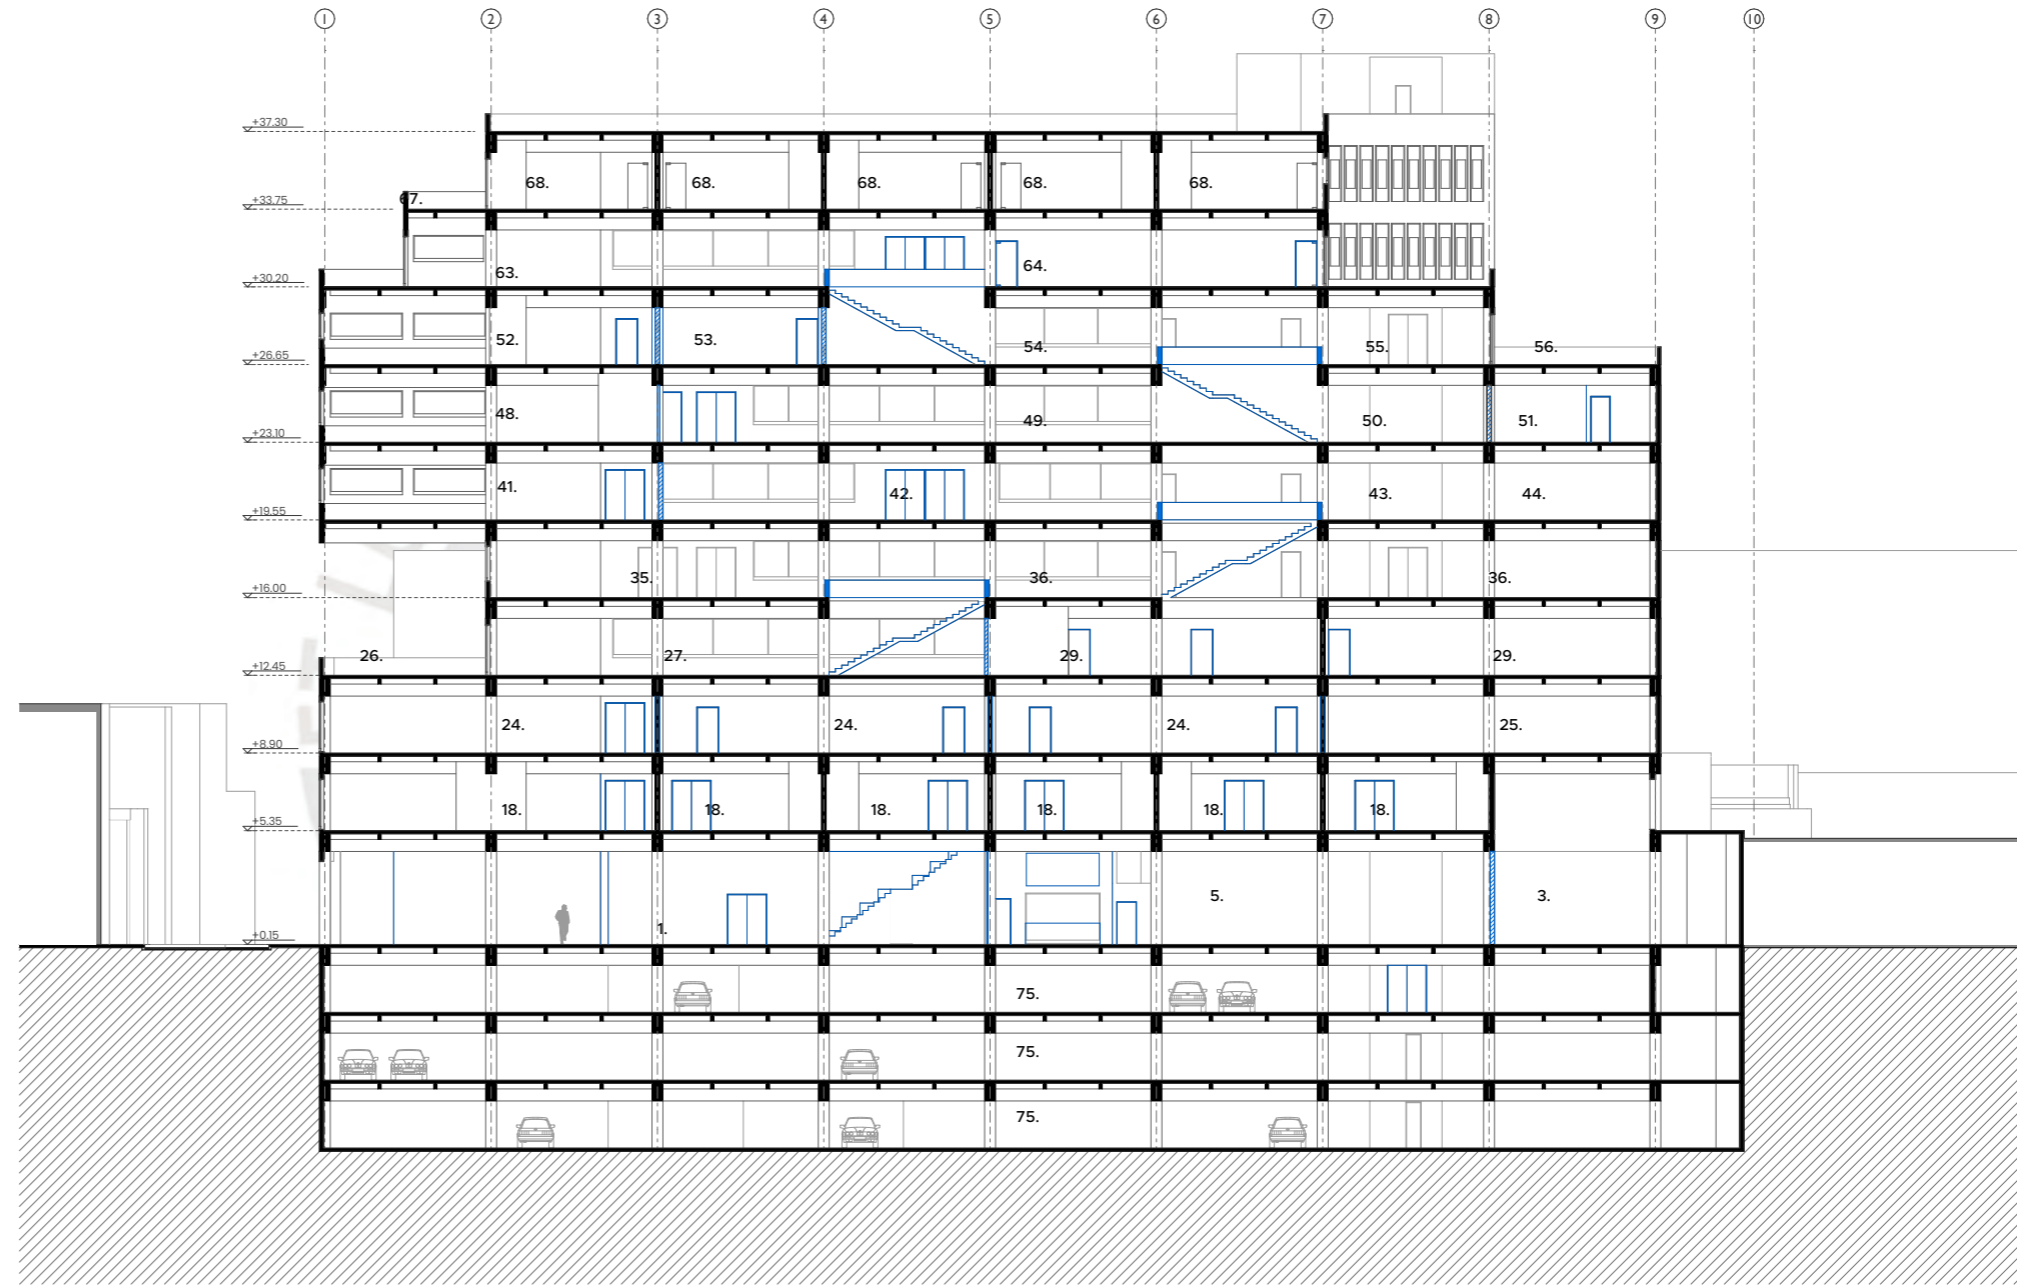 1 2 3 4 5 6 7 8 9 10
+37.30
68. 68. 68. 68. 68.
67.
+33.75
63. 64.
+30.20
52. 53. 54. 55. 56.
+26.65
48. 49. 50. 51.
+23.10
41. 42. 43. 44.
+19.55
35. 36. 36.
+16.00
26. 27. 29. 29.
+12.45
24. 24. 24. 25.
+8.90
18. 18. 18. 18. 18. 18.
+5.35
1. 5. 3.
+0.15
75.
75.
75.